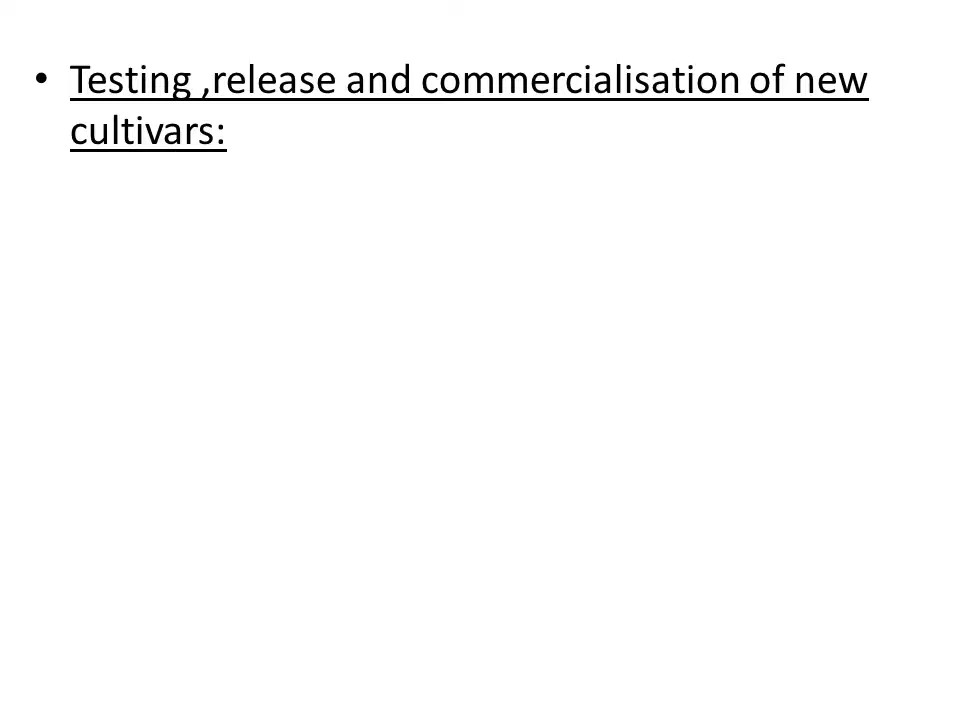 • Testing ,release and commercialisation of new
cultivars: